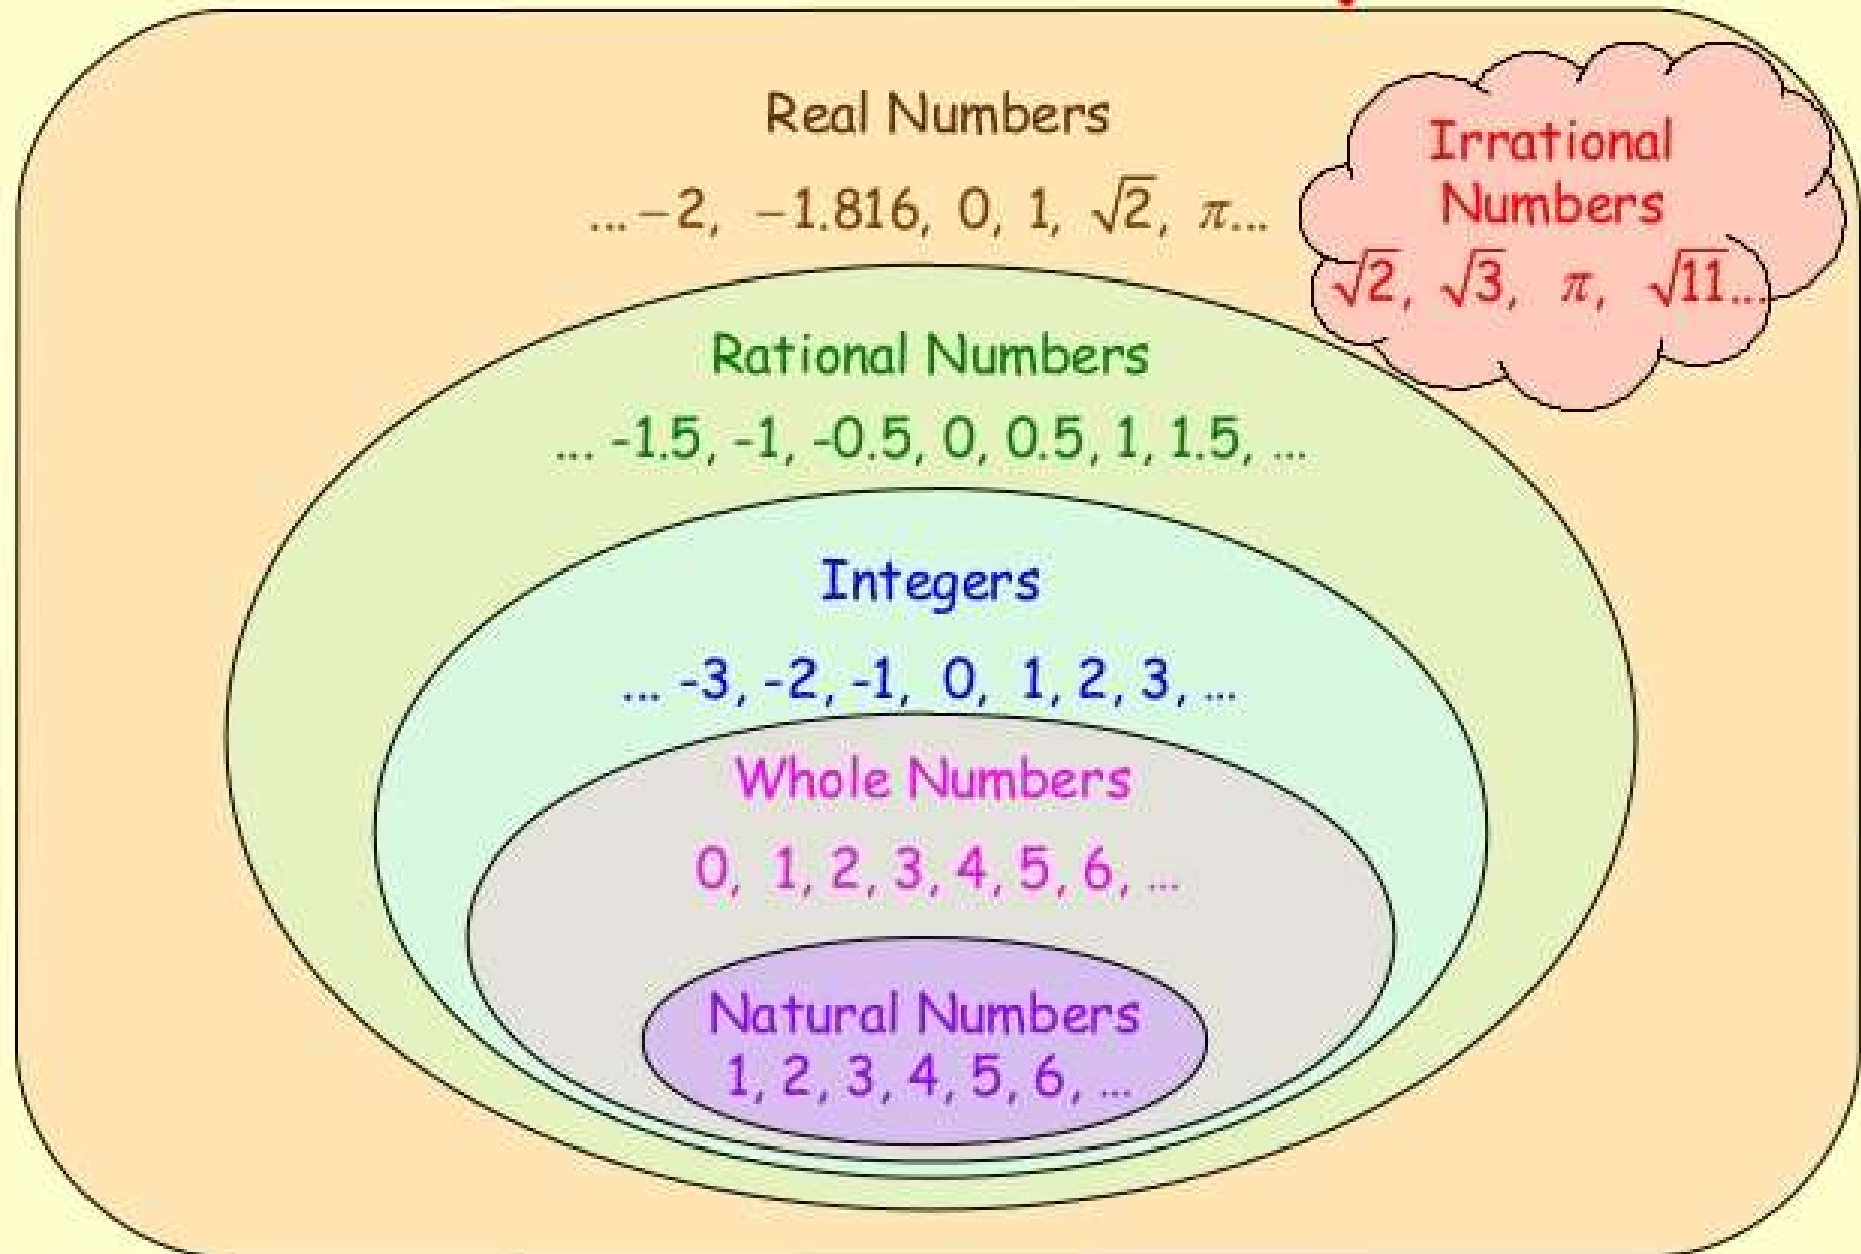 Real Numbers
...−2, −1.816, 0, 1, √2, π...
Irrational
Numbers
√2, √3, π, √11...
Rational Numbers
... -1.5, -1, -0.5, 0, 0.5, 1, 1.5, ...
Integers
... -3, -2, -1, 0, 1, 2, 3, ...
Whole Numbers
0, 1, 2, 3, 4, 5, 6, ...
Natural Numbers
1, 2, 3, 4, 5, 6, ...